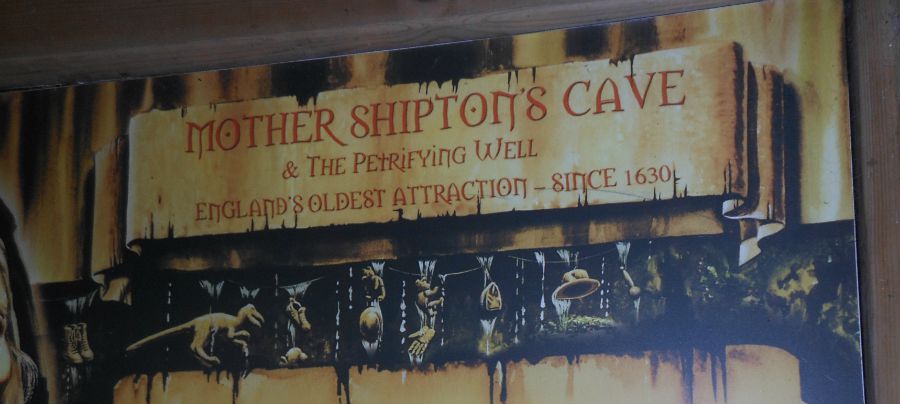 MOTHER SHIPTON'S CAVE
& THE PETRIFYING WELL
ENGLAND'S OLDEST ATTRACTION – SINCE 1630